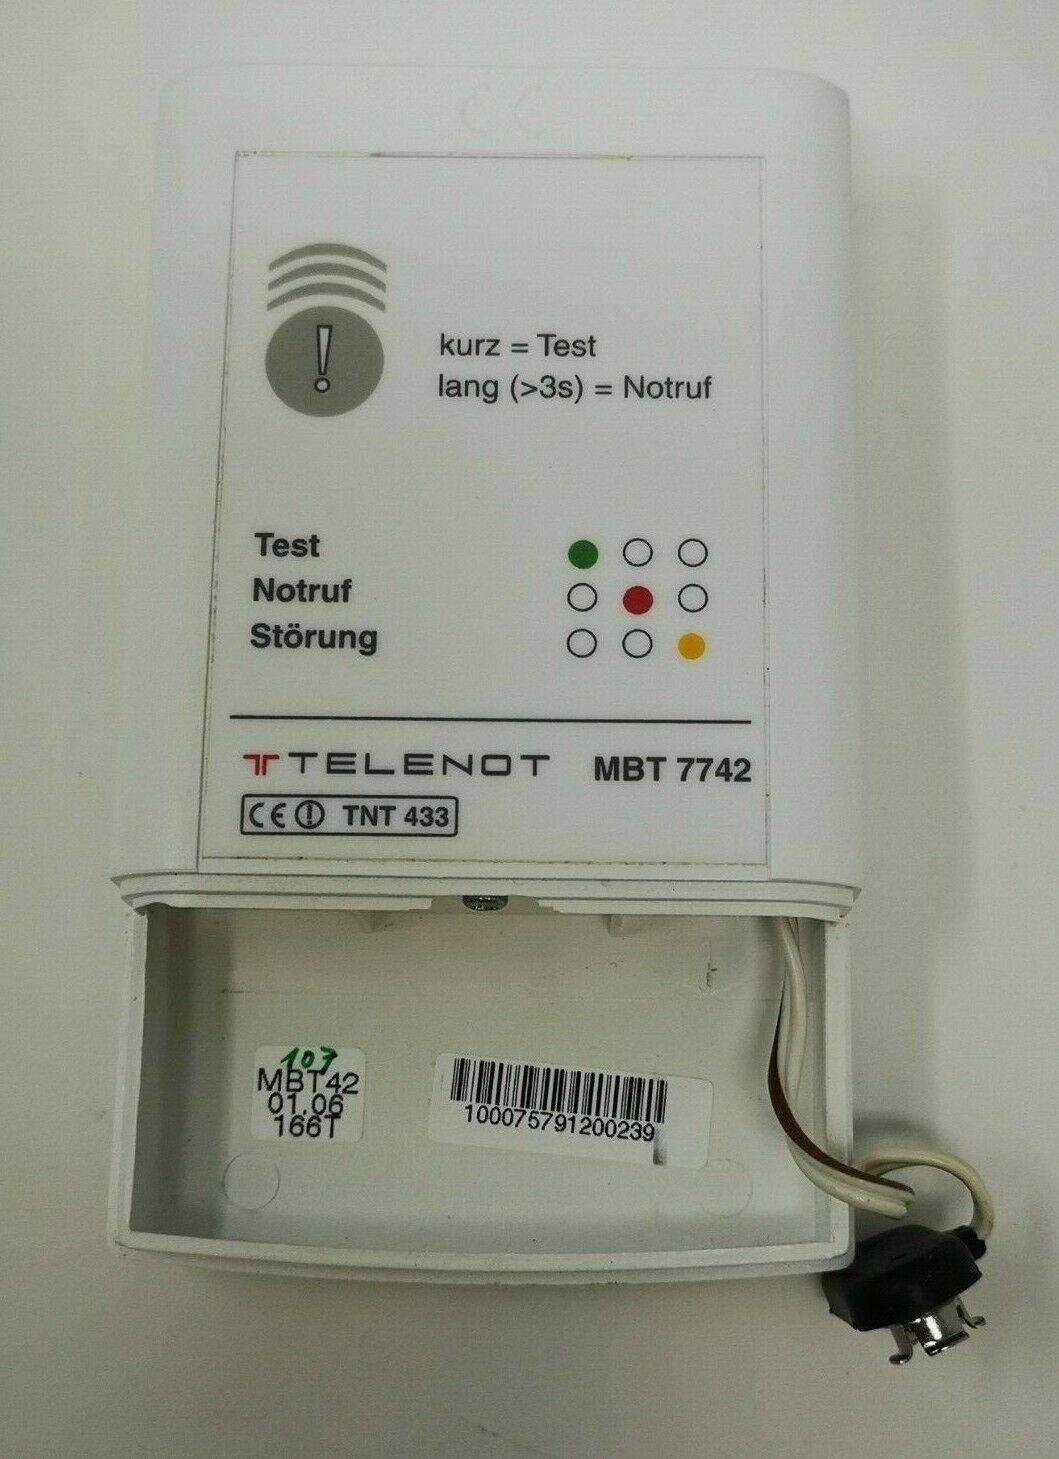 !
kurz = Test
lang (>3s) = Notruf
Test
Notruf
Störung
TELENOT MBT 7742
CE ! TNT 433
107
MBT42
01.06
166T
100075791200239